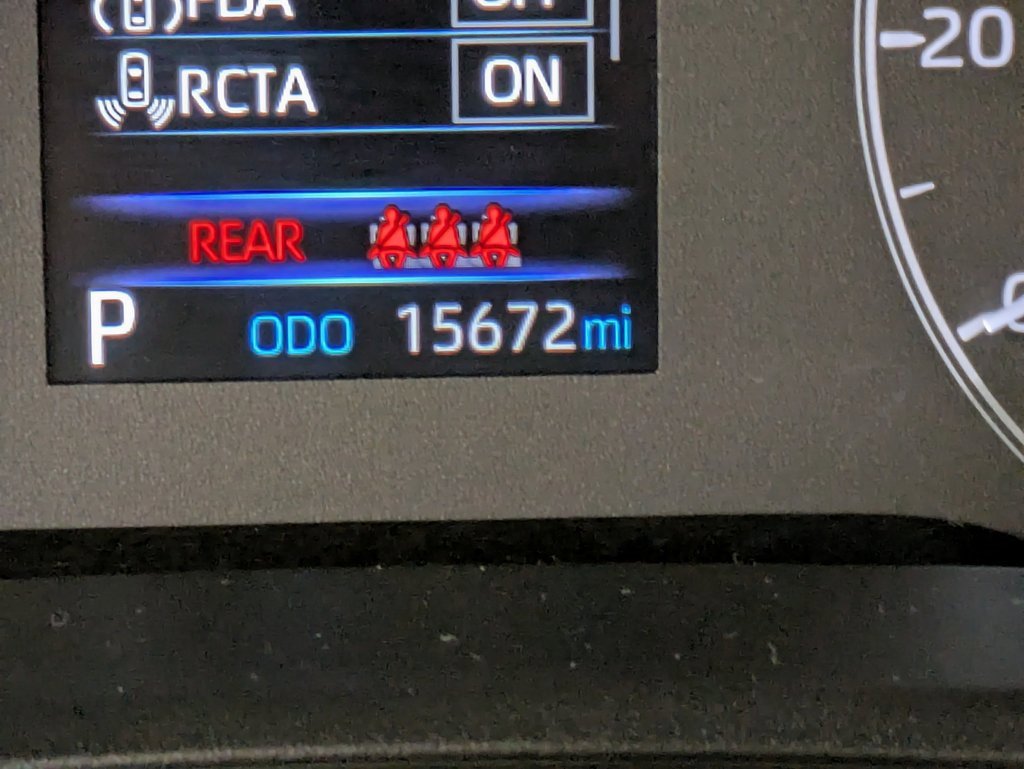 RCTA ON
REAR
P ODO 15672mi
20